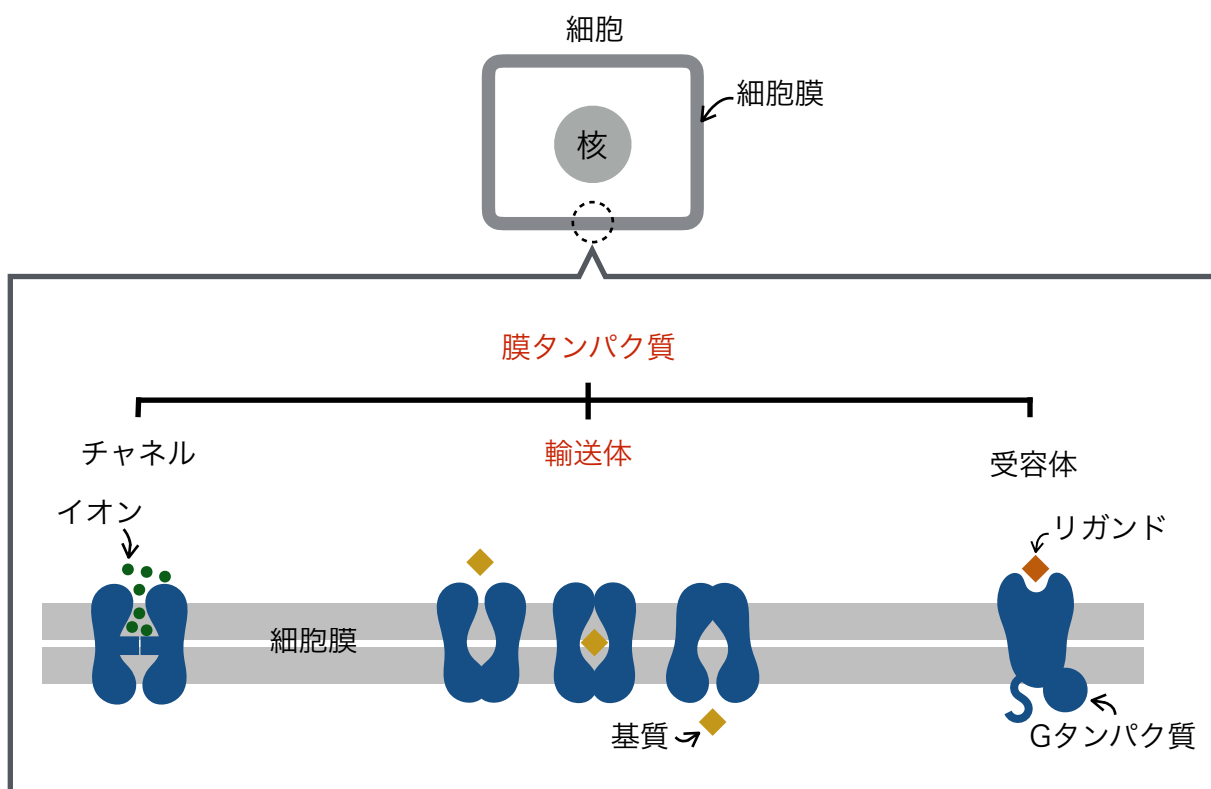 細胞
細胞膜
核
膜タンパク質
チャネル
輸送体
受容体
イオン
リガンド
細胞膜
基質
Gタンパク質